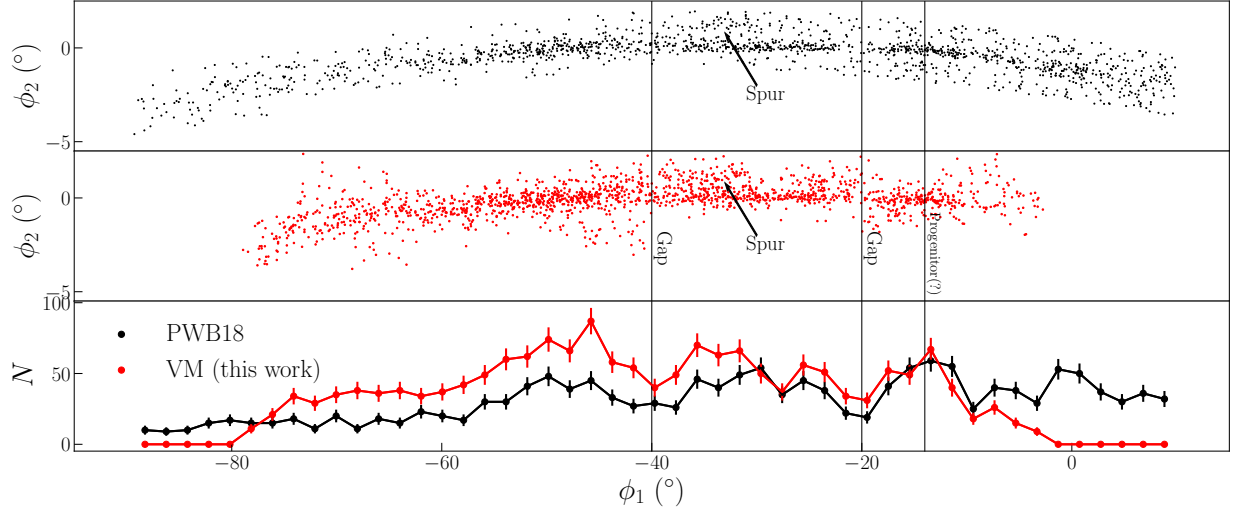 ϕ₂ (°)
0
−5
Spur
ϕ₂ (°)
0
−5
Gap
Spur
Gap
Progenitor(?)
N
100
50
0
PWB18
VM (this work)
−80
−60
−40
−20
0
ϕ₁ (°)